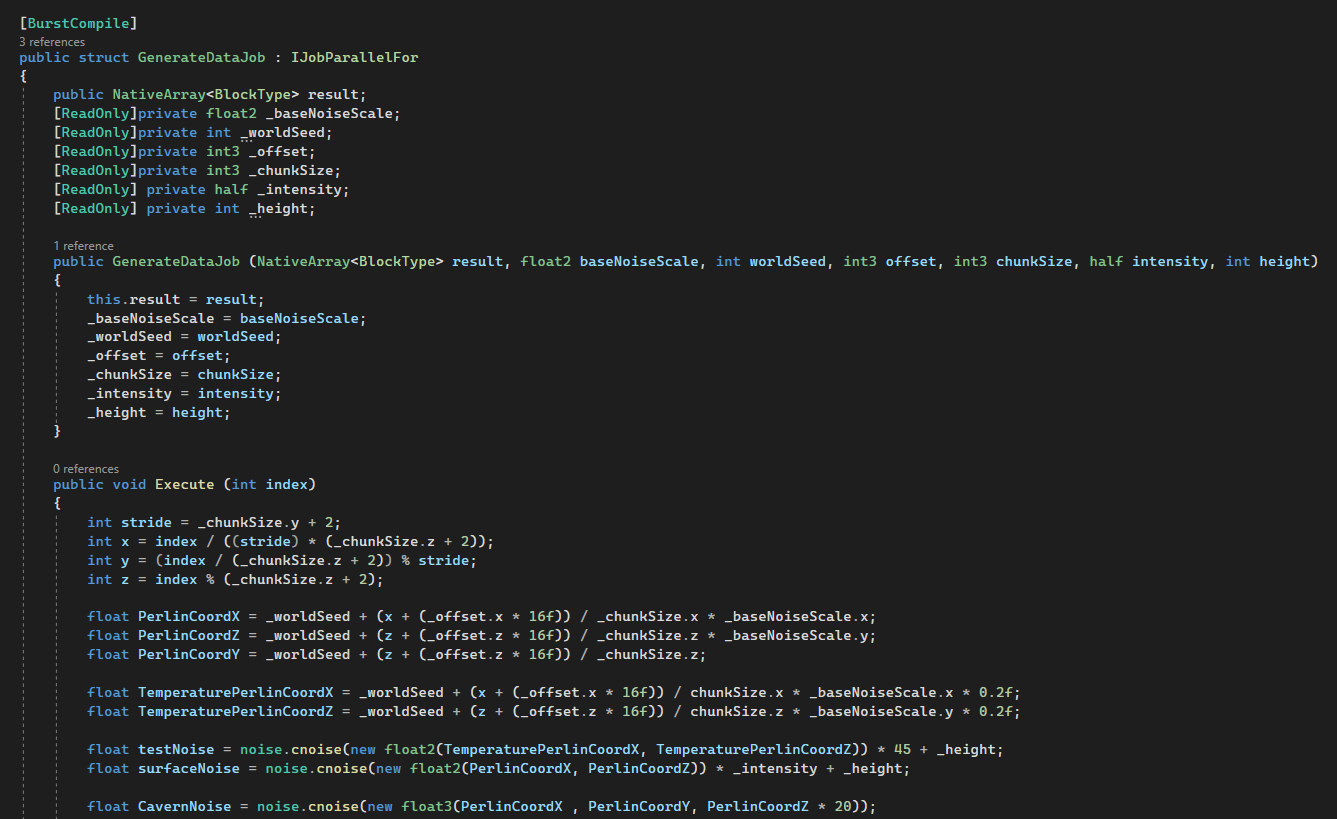 [BurstCompile]
3 references
public struct GenerateDataJob : IJobParallelFor
{
public NativeArray<BlockType> result;
[ReadOnly]private float2 _baseNoiseScale;
[ReadOnly]private int _worldSeed;
[ReadOnly]private int3 _offset;
[ReadOnly]private int3 _chunkSize;
[ReadOnly] private half _intensity;
[ReadOnly] private int _height;
1 reference
public GenerateDataJob (NativeArray<BlockType> result, float2 baseNoiseScale, int worldSeed, int3 offset, int3 chunkSize, half intensity, int height)
{
this.result = result;
_baseNoiseScale = baseNoiseScale;
_worldSeed = worldSeed;
_offset = offset;
_chunkSize = chunkSize;
_intensity = intensity;
_height = height;
}
0 references
public void Execute (int index)
{
int stride = _chunkSize.y + 2;
int x = index / ((stride) * (_chunkSize.z + 2));
int y = (index / (_chunkSize.z + 2)) % stride;
int z = index % (_chunkSize.z + 2);
float PerlinCoordX = _worldSeed + (x + (_offset.x * 16f)) / _chunkSize.x * _baseNoiseScale.x;
float PerlinCoordZ = _worldSeed + (z + (_offset.z * 16f)) / _chunkSize.z * _baseNoiseScale.y;
float PerlinCoordY = _worldSeed + (z + (_offset.z * 16f)) / _chunkSize.z;
float TemperaturePerlinCoordX = _worldSeed + (x + (_offset.x * 16f)) / chunkSize.x * _baseNoiseScale.x * 0.2f;
float TemperaturePerlinCoordZ = _worldSeed + (z + (_offset.z * 16f)) / chunkSize.z * _baseNoiseScale.y * 0.2f;
float testNoise = noise.cnoise(new float2(TemperaturePerlinCoordX, TemperaturePerlinCoordZ)) * 45 + _height;
float surfaceNoise = noise.cnoise(new float2(PerlinCoordX, PerlinCoordZ)) * _intensity + _height;
float CavernNoise = noise.cnoise(new float3(PerlinCoordX , PerlinCoordY, PerlinCoordZ * 20));